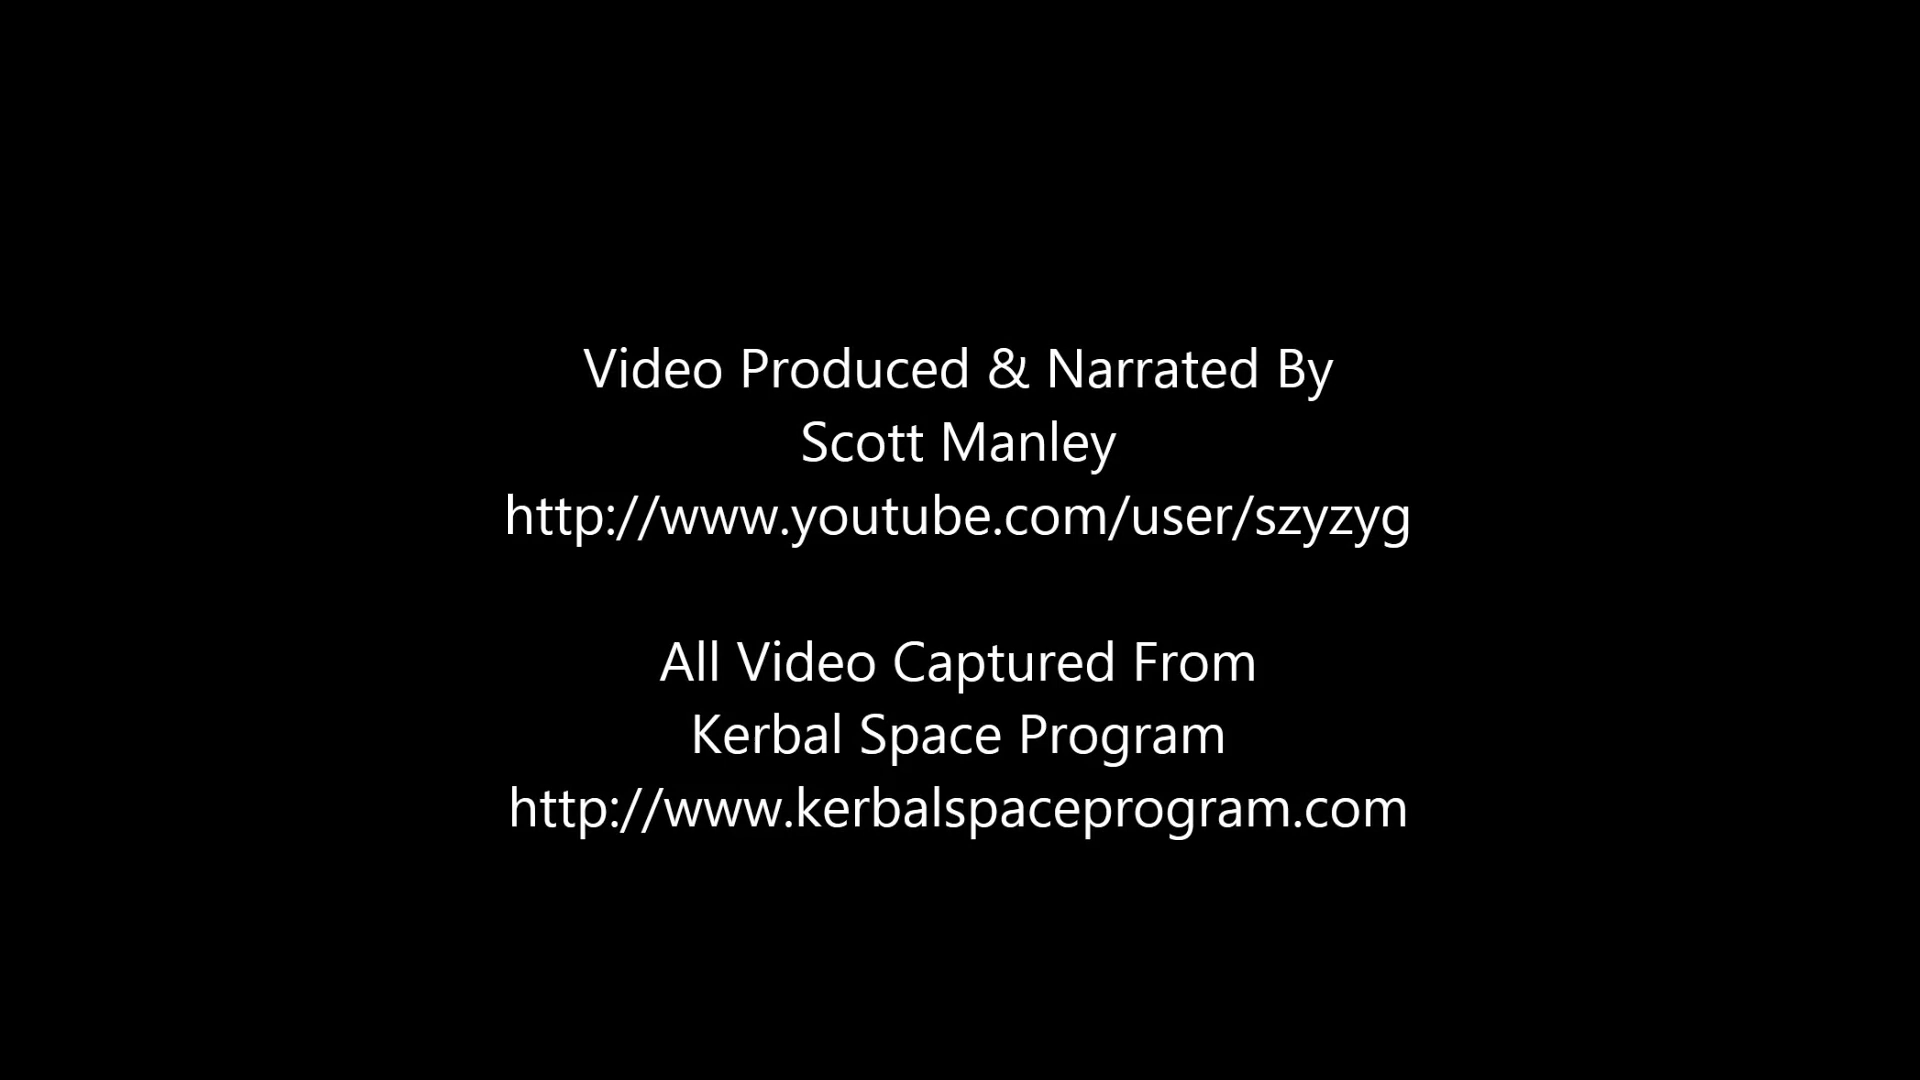 Video Produced & Narrated By
Scott Manley
http://www.youtube.com/user/szyzyg
All Video Captured From
Kerbal Space Program
http://www.kerbalspaceprogram.com